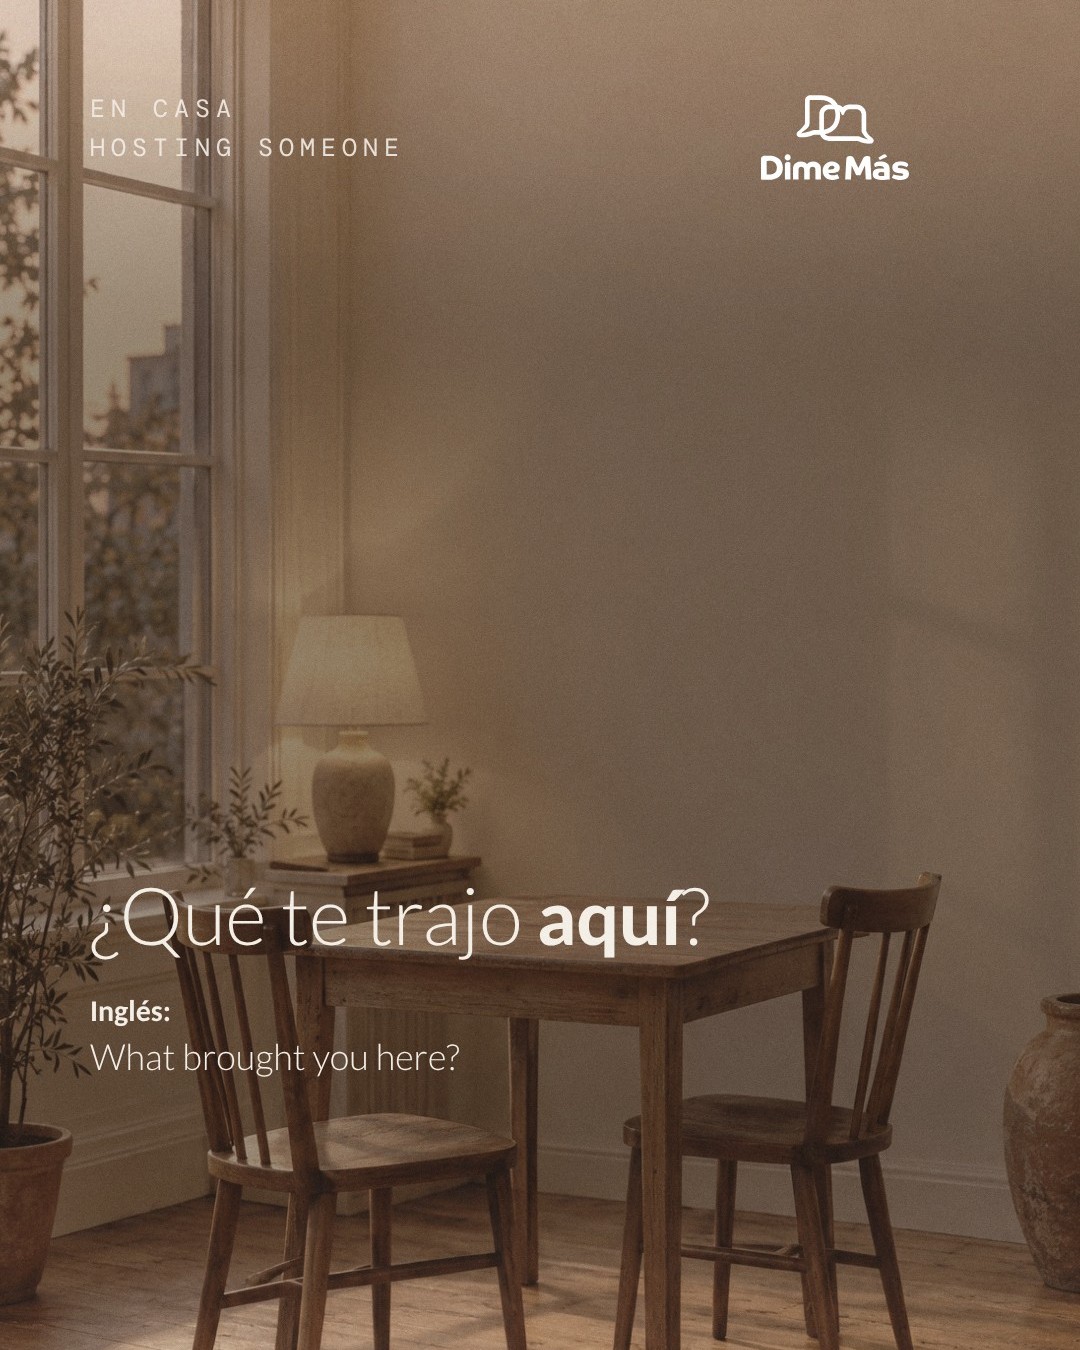 EN CASA
HOSTING SOMEONE
Dime Más
¿Qué te trajo aquí?
Inglés:
What brought you here?